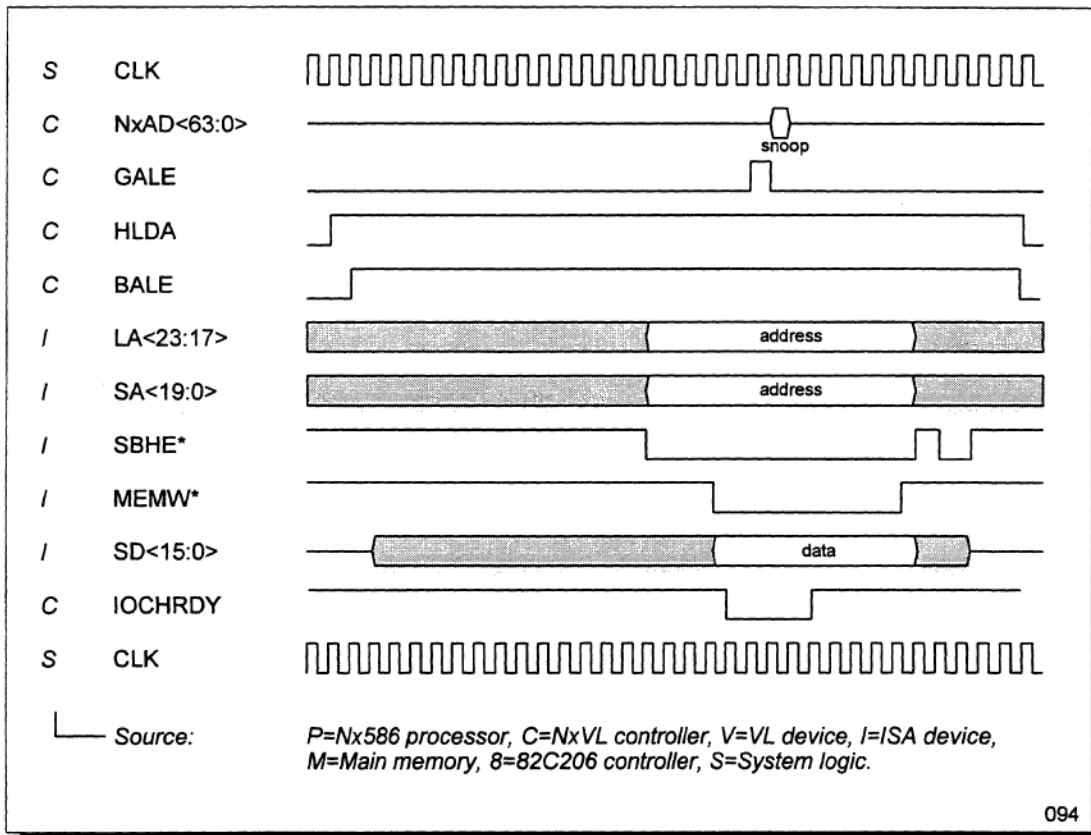 S CLK
C NxAD<63:0>
snoop
C GALE
C HLDA
C BALE
I LA<23:17> address
I SA<19:0> address
I SBHE*
I MEMW*
I SD<15:0> data
C IOCHRDY
S CLK
Source: P=Nx586 processor, C=NxVL controller, V=VL device, I=ISA device,
M=Main memory, 8=82C206 controller, S=System logic.
094